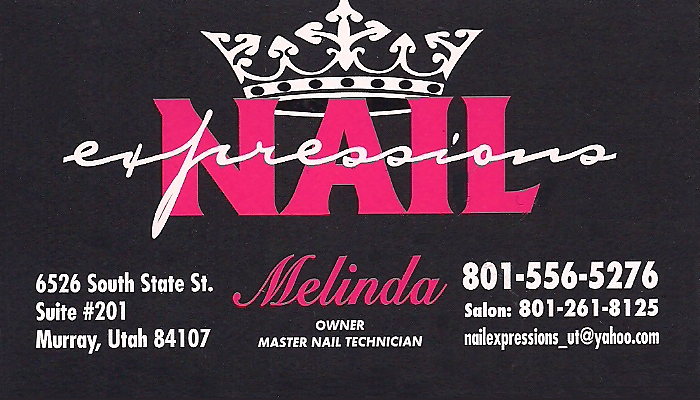 NAIL
expressions
6526 South State St.
Suite #201
Murray, Utah 84107
Melinda
OWNER
MASTER NAIL TECHNICIAN
801-556-5276
Salon: 801-261-8125
nailexpressions_ut@yahoo.com